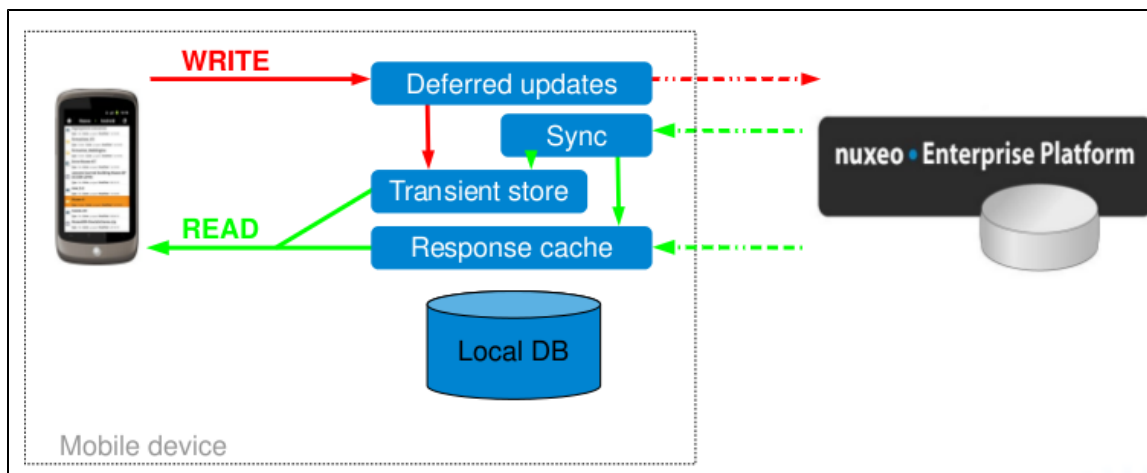 WRITE
Deferred updates
Sync
nuxeo • Enterprise Platform
Transient store
READ
Response cache
Local DB
Mobile device